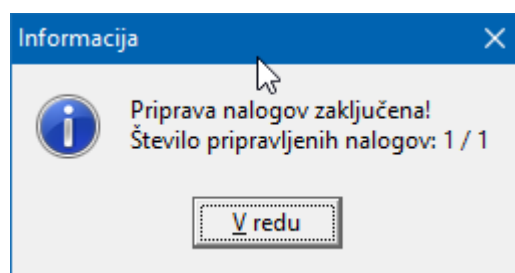 Informacija
Priprava nalogov zaključena!
Število pripravljenih nalogov: 1 / 1
V redu